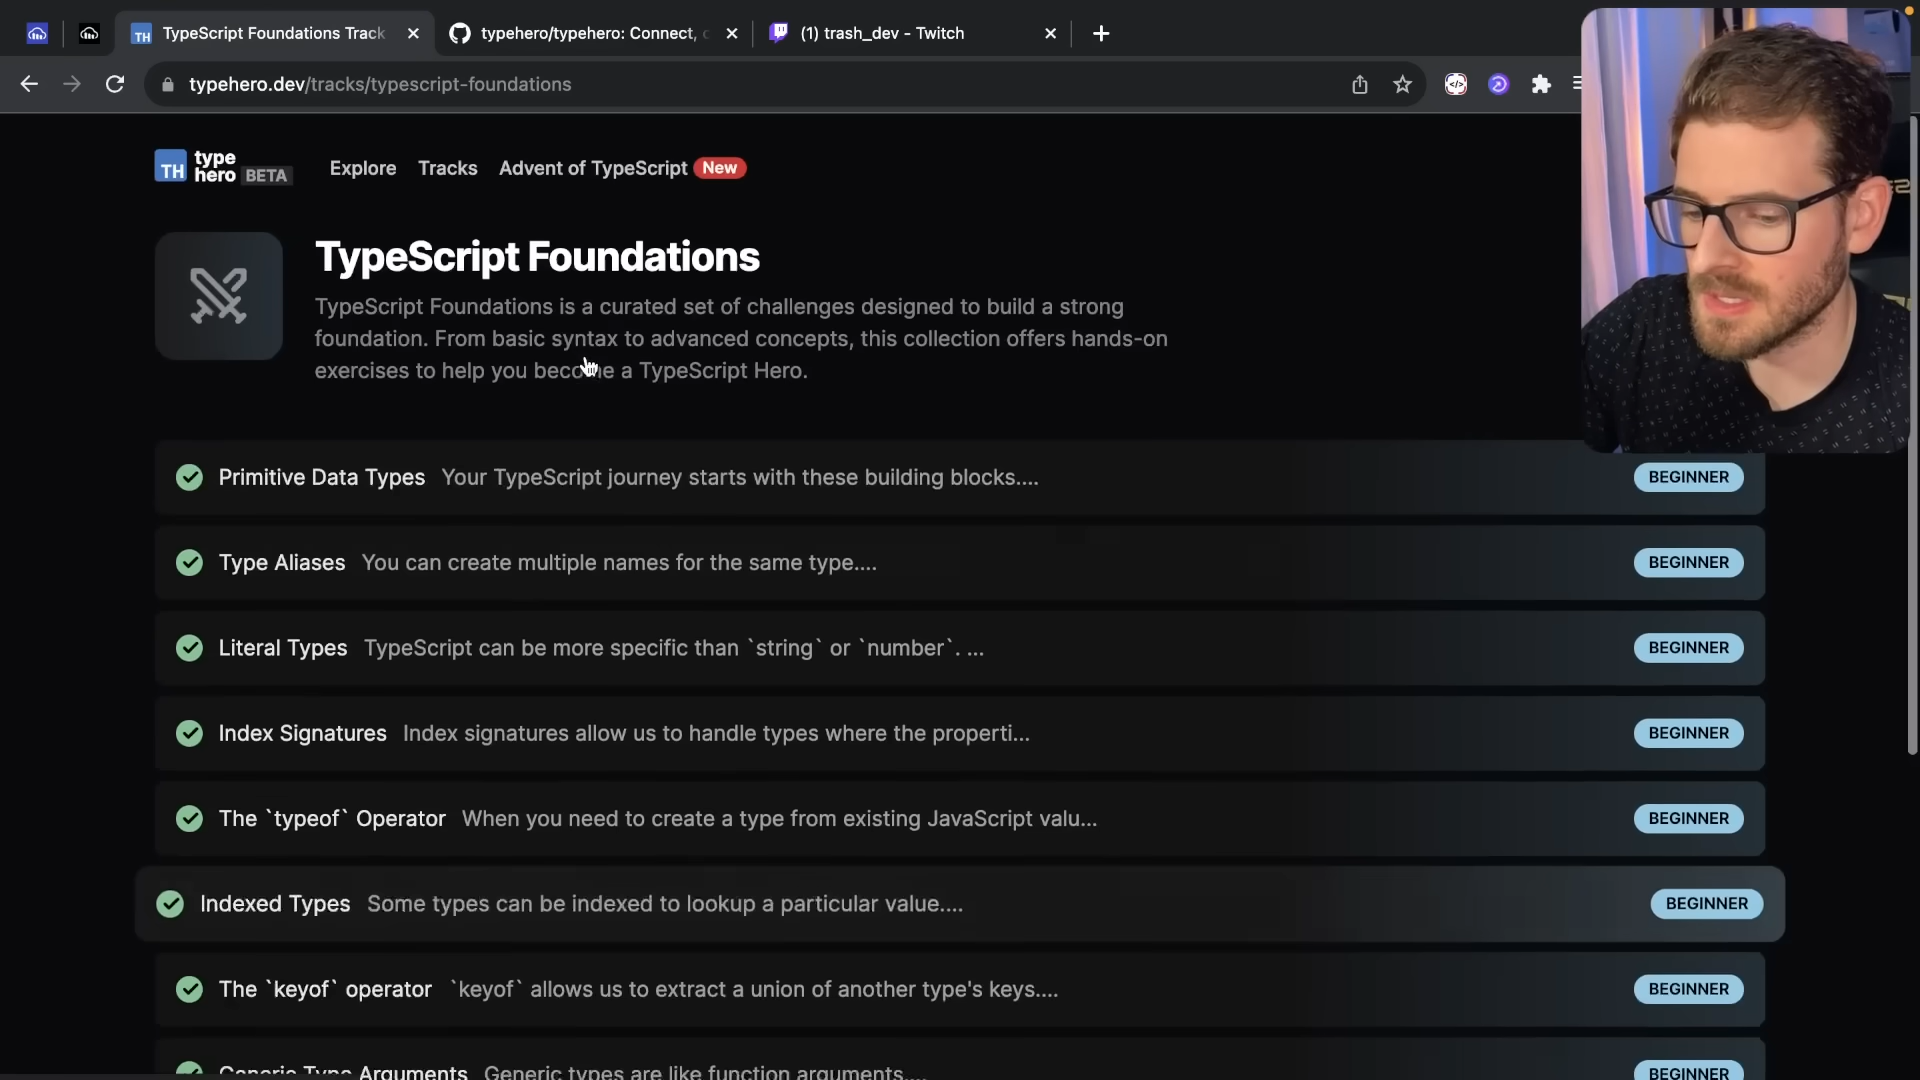 TypeScript Foundations Track
typehero/typehero: Connect,
(1) trash_dev - Twitch
typehero.dev/tracks/typescript-foundations
TH type hero BETA
Explore
Tracks
Advent of TypeScript New
TypeScript Foundations
TypeScript Foundations is a curated set of challenges designed to build a strong
foundation. From basic syntax to advanced concepts, this collection offers hands-on
exercises to help you become a TypeScript Hero.
Primitive Data Types Your TypeScript journey starts with these building blocks.... BEGINNER
Type Aliases You can create multiple names for the same type.... BEGINNER
Literal Types TypeScript can be more specific than `string` or `number`. ... BEGINNER
Index Signatures Index signatures allow us to handle types where the properti... BEGINNER
The `typeof` Operator When you need to create a type from existing JavaScript valu... BEGINNER
Indexed Types Some types can be indexed to lookup a particular value.... BEGINNER
The `keyof` operator `keyof` allows us to extract a union of another type's keys.... BEGINNER
Generic Type Arguments Generic types are like function arguments.... BEGINNER